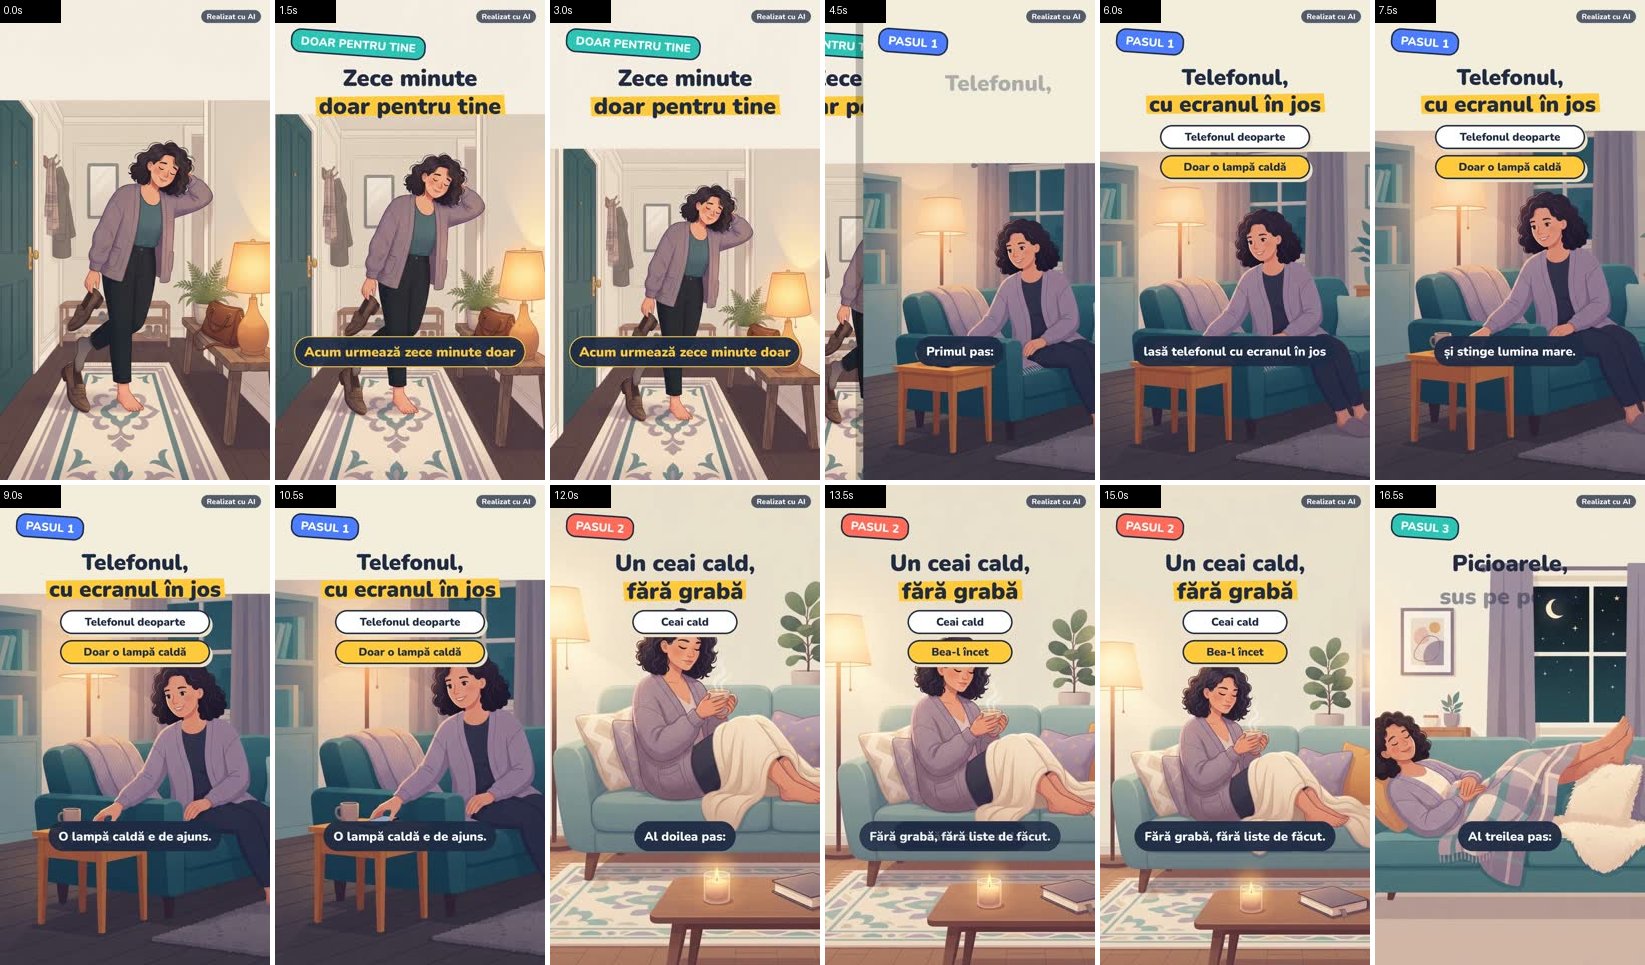 0.0s
Realizat cu AI
1.5s
Realizat cu AI
DOAR PENTRU TINE
Zece minute
doar pentru tine
Acum urmează zece minute doar
3.0s
Realizat cu AI
DOAR PENTRU TINE
Zece minute
doar pentru tine
Acum urmează zece minute doar
4.5s
Realizat cu AI
PASUL 1
Telefonul,
Primul pas:
6.0s
Realizat cu AI
PASUL 1
Telefonul,
cu ecranul în jos
Telefonul deoparte
Doar o lampă caldă
lasă telefonul cu ecranul în jos
7.5s
Realizat cu AI
PASUL 1
Telefonul,
cu ecranul în jos
Telefonul deoparte
Doar o lampă caldă
și stinge lumina mare.
9.0s
Realizat cu AI
PASUL 1
Telefonul,
cu ecranul în jos
Telefonul deoparte
Doar o lampă caldă
O lampă caldă e de ajuns.
10.5s
Realizat cu AI
PASUL 1
Telefonul,
cu ecranul în jos
Telefonul deoparte
Doar o lampă caldă
O lampă caldă e de ajuns.
12.0s
Realizat cu AI
PASUL 2
Un ceai cald,
fără grabă
Ceai cald
Al doilea pas:
13.5s
Realizat cu AI
PASUL 2
Un ceai cald,
fără grabă
Ceai cald
Bea-l încet
Fără grabă, fără liste de făcut.
15.0s
Realizat cu AI
PASUL 2
Un ceai cald,
fără grabă
Ceai cald
Bea-l încet
Fără grabă, fără liste de făcut.
16.5s
Realizat cu AI
PASUL 3
Picioarele,
sus pe
Al treilea pas: